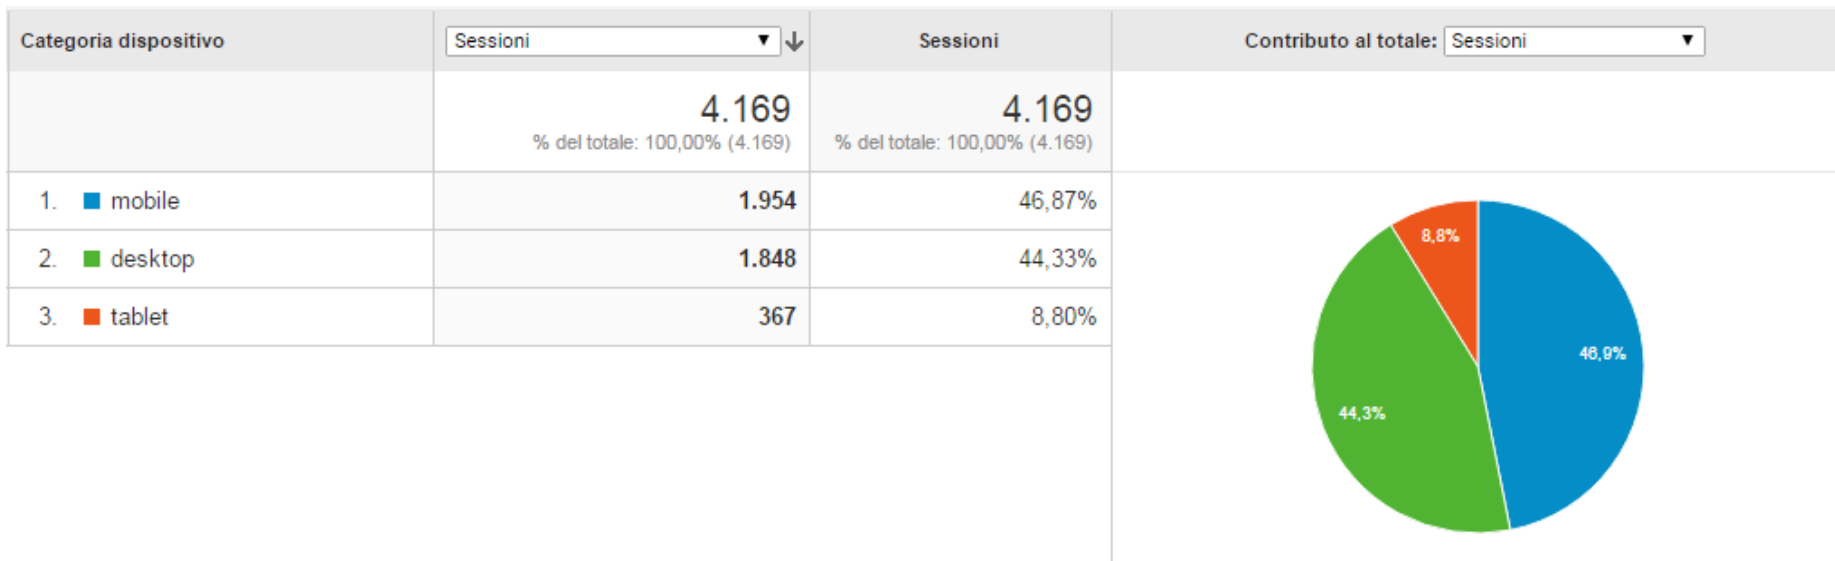 Categoria dispositivo Sessioni Sessioni Contributo al totale: Sessioni
4.169 4.169
% del totale: 100,00% (4.169) % del totale: 100,00% (4.169)
1. mobile 1.954 46,87%
2. desktop 1.848 44,33%
3. tablet 367 8,80%
8,8%
46,9%
44,3%